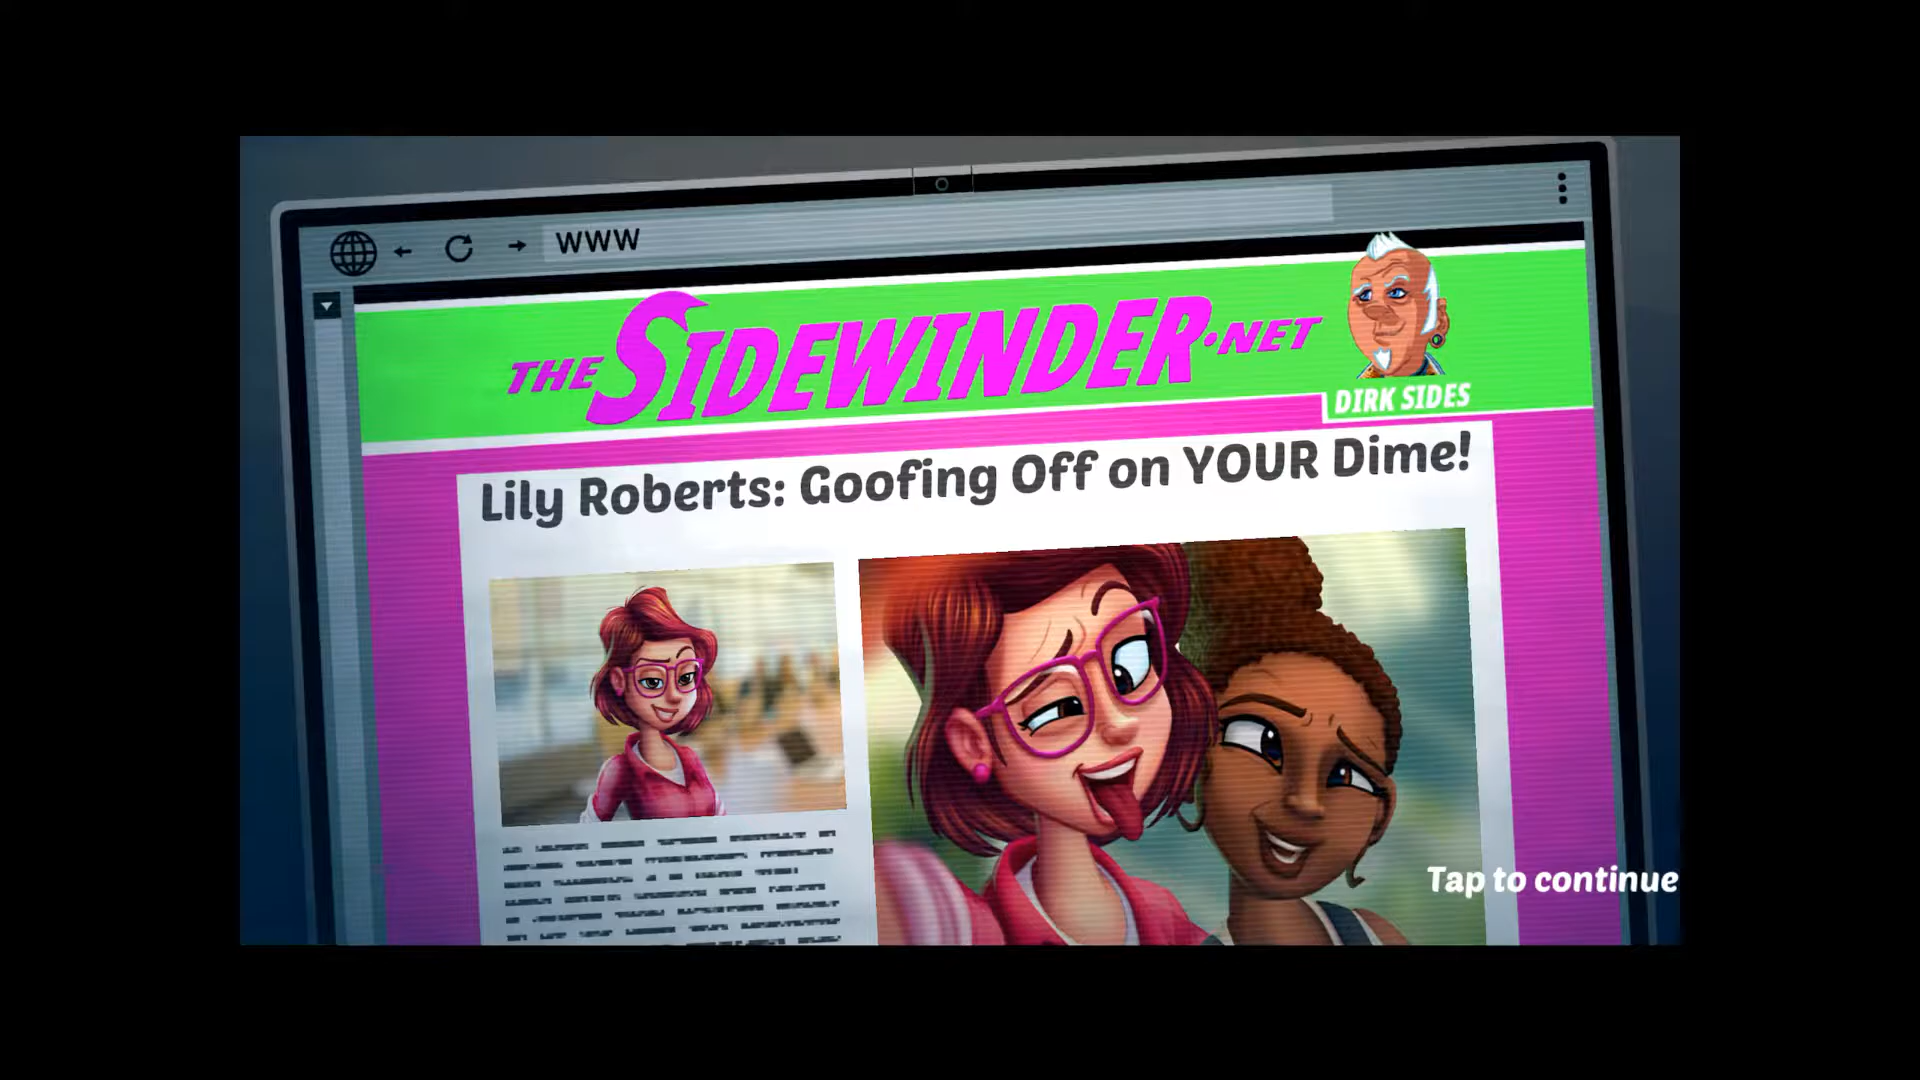 WWW
THE SIDEWINDER.NET
DIRK SIDES
Lily Roberts: Goofing Off on YOUR Dime!
Tap to continue